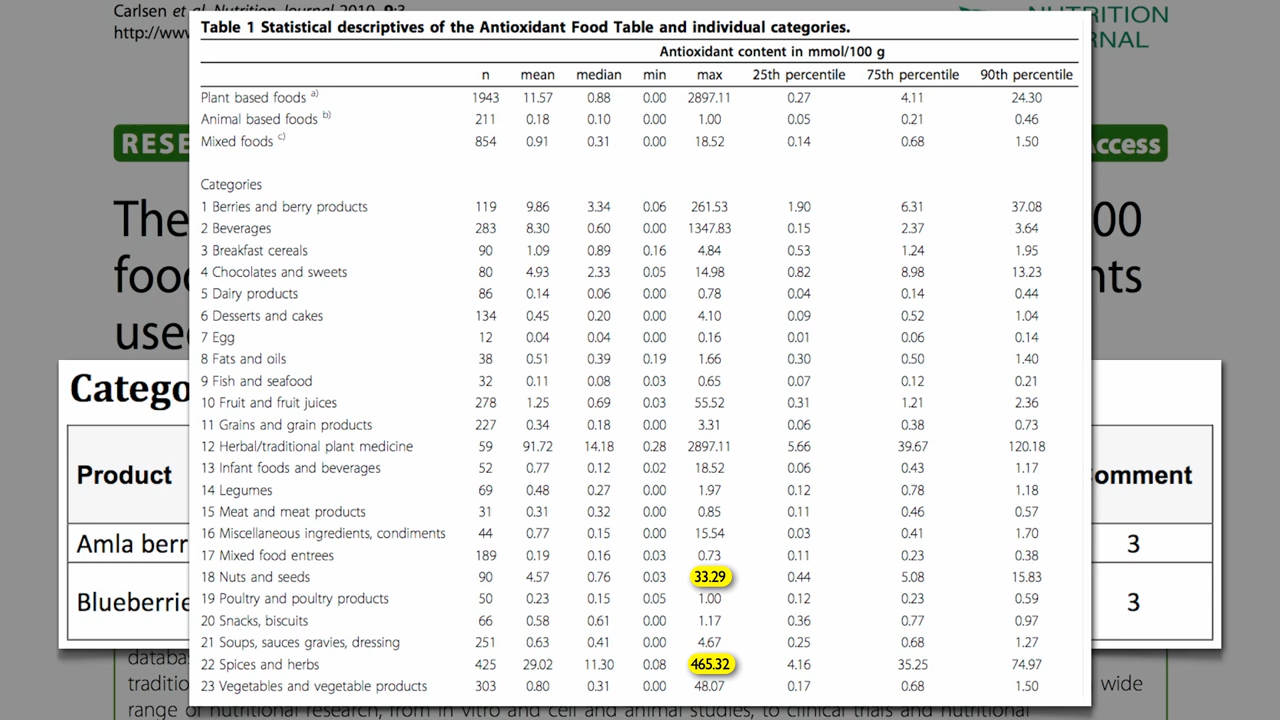 Carlsen et al. Nutrition Journal 2010, 9:3
http://ww
NUTRITION
RNAL
Table 1 Statistical descriptives of the Antioxidant Food Table and individual categories.
Antioxidant content in mmol/100 g
n mean median min max 25th percentile 75th percentile 90th percentile
Plant based foods a) 1943 11.57 0.88 0.00 2897.11 0.27 4.11 24.30
Animal based foods b) 211 0.18 0.10 0.00 1.00 0.05 0.21 0.46
Mixed foods c) 854 0.91 0.31 0.00 18.52 0.14 0.68 1.50
RESE
Access
Categories
1 Berries and berry products 119 9.86 3.34 0.06 261.53 1.90 6.31 37.08
2 Beverages 283 8.30 0.60 0.00 1347.83 0.15 2.37 3.64
3 Breakfast cereals 90 1.09 0.89 0.16 4.84 0.53 1.24 1.95
4 Chocolates and sweets 80 4.93 2.33 0.05 14.98 0.82 8.98 13.23
5 Dairy products 86 0.14 0.06 0.00 0.78 0.04 0.14 0.44
6 Desserts and cakes 134 0.45 0.20 0.00 4.10 0.09 0.52 1.04
7 Egg 12 0.04 0.04 0.00 0.16 0.01 0.06 0.14
8 Fats and oils 38 0.51 0.39 0.19 1.66 0.30 0.50 1.40
9 Fish and seafood 32 0.11 0.08 0.03 0.65 0.07 0.12 0.21
10 Fruit and fruit juices 278 1.25 0.69 0.03 55.52 0.31 1.21 2.36
11 Grains and grain products 227 0.34 0.18 0.00 3.31 0.06 0.38 0.73
12 Herbal/traditional plant medicine 59 91.72 14.18 0.28 2897.11 5.66 39.67 120.18
13 Infant foods and beverages 52 0.77 0.12 0.02 18.52 0.06 0.43 1.17
14 Legumes 69 0.48 0.27 0.00 1.97 0.12 0.78 1.18
15 Meat and meat products 31 0.31 0.32 0.00 0.85 0.11 0.46 0.57
16 Miscellaneous ingredients, condiments 44 0.77 0.15 0.00 15.54 0.03 0.41 1.70
17 Mixed food entrees 189 0.19 0.16 0.03 0.73 0.11 0.23 0.38
18 Nuts and seeds 90 4.57 0.76 0.03 33.29 0.44 5.08 15.83
19 Poultry and poultry products 50 0.23 0.15 0.05 1.00 0.12 0.23 0.59
20 Snacks, biscuits 66 0.58 0.61 0.00 1.17 0.36 0.77 0.97
21 Soups, sauces gravies, dressing 251 0.63 0.41 0.00 4.67 0.25 0.68 1.27
22 Spices and herbs 425 29.02 11.30 0.08 465.32 4.16 35.25 74.97
23 Vegetables and vegetable products 303 0.80 0.31 0.00 48.07 0.17 0.68 1.50
The
00
foo
nts
use
Catego
Product
omment
Amla berr
3
Blueberrie
3
databa
traditio
wide
range of nutritional research, from in vitro and cell and animal studies, to clinical trials and nutritional